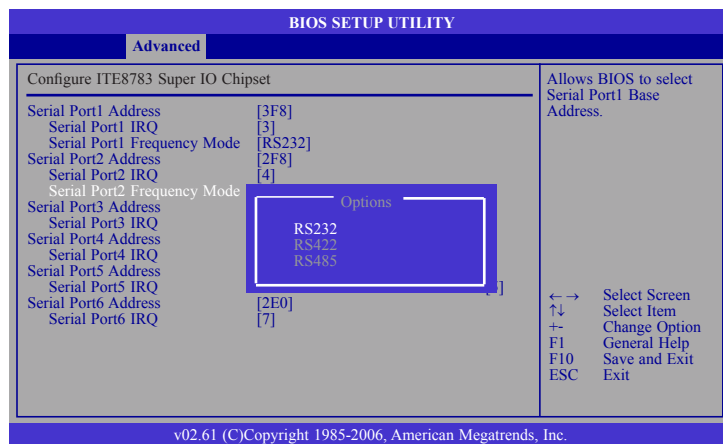 BIOS SETUP UTILITY
Advanced
Configure ITE8783 Super IO Chipset
Serial Port1 Address [3F8]
Serial Port1 IRQ [3]
Serial Port1 Frequency Mode [RS232]
Serial Port2 Address [2F8]
Serial Port2 IRQ [4]
Serial Port2 Frequency Mode
Serial Port3 Address
Serial Port3 IRQ
Serial Port4 Address
Serial Port4 IRQ
Serial Port5 Address
Serial Port5 IRQ
Serial Port6 Address [2E0]
Serial Port6 IRQ [7]
Options
RS232
RS422
RS485
Allows BIOS to select
Serial Port1 Base
Address.
←→ Select Screen
↑↓ Select Item
+- Change Option
F1 General Help
F10 Save and Exit
ESC Exit
v02.61 (C)Copyright 1985-2006, American Megatrends, Inc.